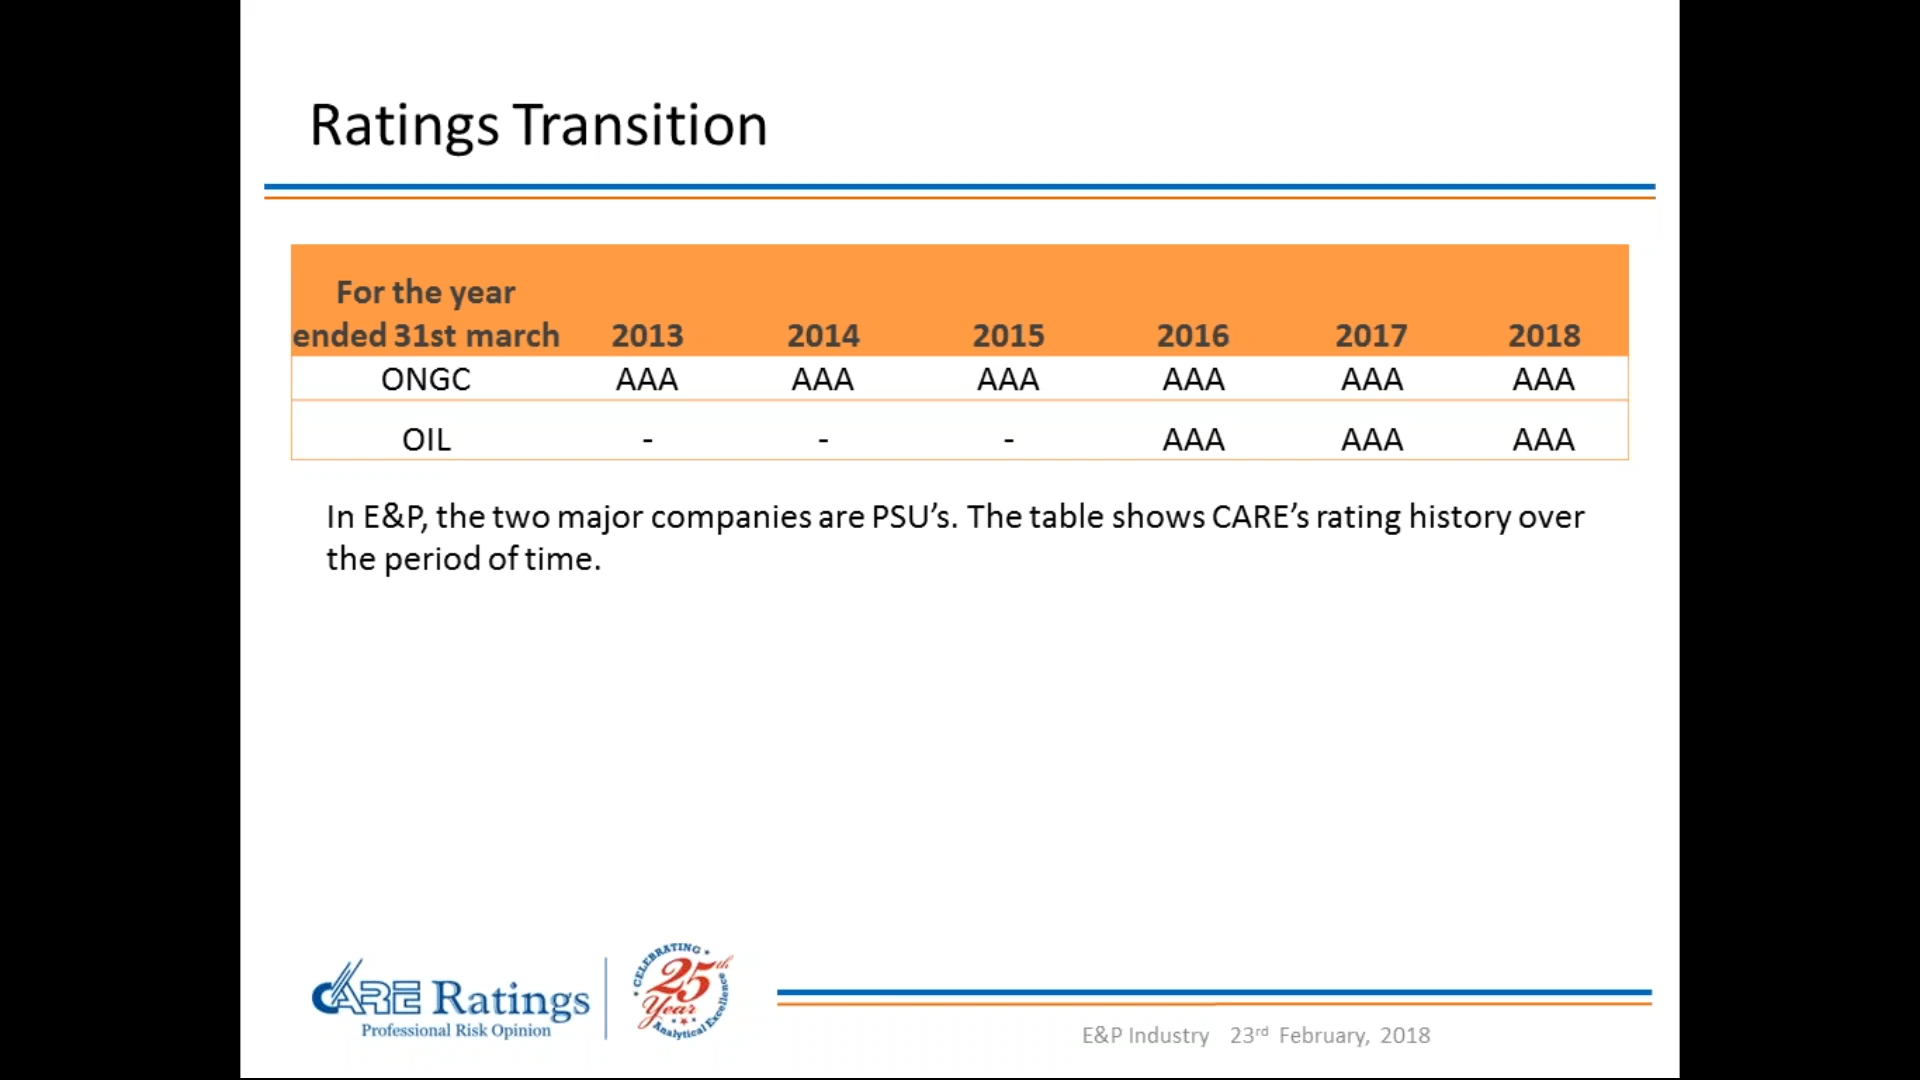 Ratings Transition
For the year
ended 31st march 2013 2014 2015 2016 2017 2018
ONGC AAA AAA AAA AAA AAA AAA
OIL - - - AAA AAA AAA
In E&P, the two major companies are PSU’s. The table shows CARE’s rating history over
the period of time.
CARE Ratings
Professional Risk Opinion
CELEBRATING
25th
Year
Analytical Excellence
E&P Industry 23rd February, 2018